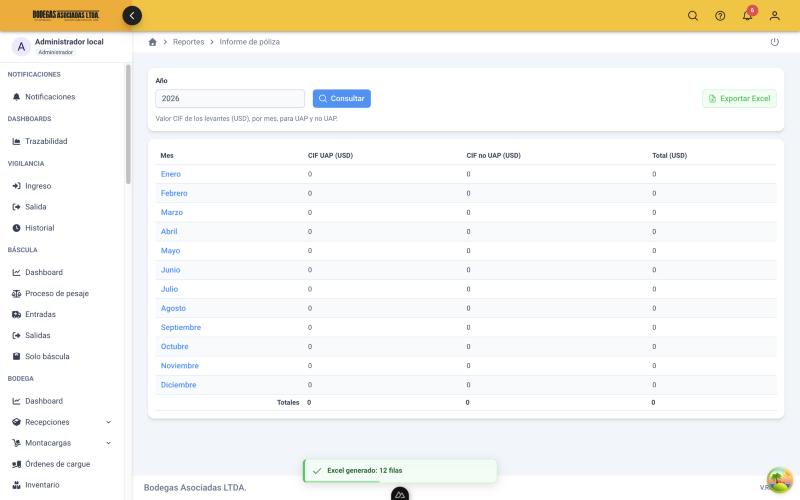 BODEGAS ASOCIADAS LTDA.
6
A
Administrador local
Administrador
Reportes
Informe de póliza
NOTIFICACIONES
Notificaciones
DASHBOARDS
Trazabilidad
VIGILANCIA
Ingreso
Salida
Historial
BÁSCULA
Dashboard
Proceso de pesaje
Entradas
Salidas
Solo báscula
BODEGA
Dashboard
Recepciones
Montacargas
Órdenes de cargue
Inventario
Año
2026
Consultar
Exportar Excel
Valor CIF de los levantes (USD), por mes, para UAP y no UAP.
Mes CIF UAP (USD) CIF no UAP (USD) Total (USD)
Enero 0 0 0
Febrero 0 0 0
Marzo 0 0 0
Abril 0 0 0
Mayo 0 0 0
Junio 0 0 0
Julio 0 0 0
Agosto 0 0 0
Septiembre 0 0 0
Octubre 0 0 0
Noviembre 0 0 0
Diciembre 0 0 0
Totales 0 0 0
Excel generado: 12 filas
Bodegas Asociadas LTDA.